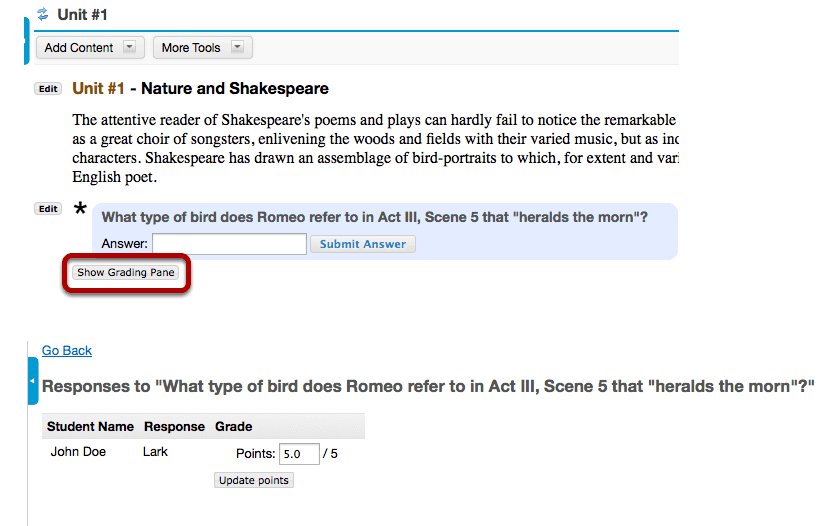 Unit #1
Add Content More Tools
Edit Unit #1 - Nature and Shakespeare
The attentive reader of Shakespeare's poems and plays can hardly fail to notice the remarkable
as a great choir of songsters, enlivening the woods and fields with their varied music, but as
characters. Shakespeare has drawn an assemblage of bird-portraits to which, for extent and
English poet.
Edit * What type of bird does Romeo refer to in Act III, Scene 5 that "heralds the morn"?
Answer: Submit Answer
Show Grading Pane
Go Back
Responses to "What type of bird does Romeo refer to in Act III, Scene 5 that "heralds the morn"?"
Student Name Response Grade
John Doe Lark Points: 5.0 / 5
Update points